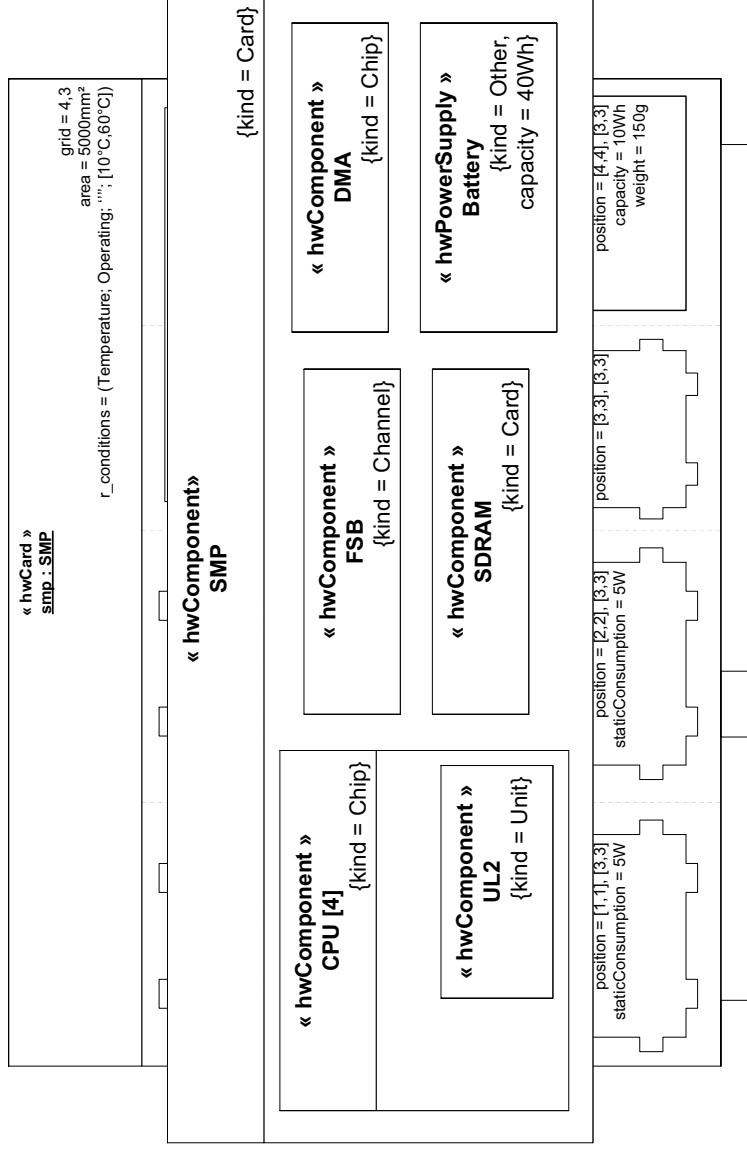 « hwCard »
smp : SMP
grid = 4,3
area = 5000mm²
r_conditions = (Temperature; Operating; “”; [10°C,60°C])
« hwComponent»
SMP
{kind = Card}
« hwComponent »
CPU [4]
{kind = Chip}
« hwComponent »
UL2
{kind = Unit}
« hwComponent »
FSB
{kind = Channel}
« hwComponent »
SDRAM
{kind = Card}
« hwComponent »
DMA
{kind = Chip}
« hwPowerSupply »
Battery
{kind = Other,
capacity = 40Wh}
position = [1,1], [3,3]
staticConsumption = 5W
position = [2,2], [3,3]
staticConsumption = 5W
position = [3,3], [3,3]
position = [4,4], [3,3]
capacity = 10Wh
weight = 150g